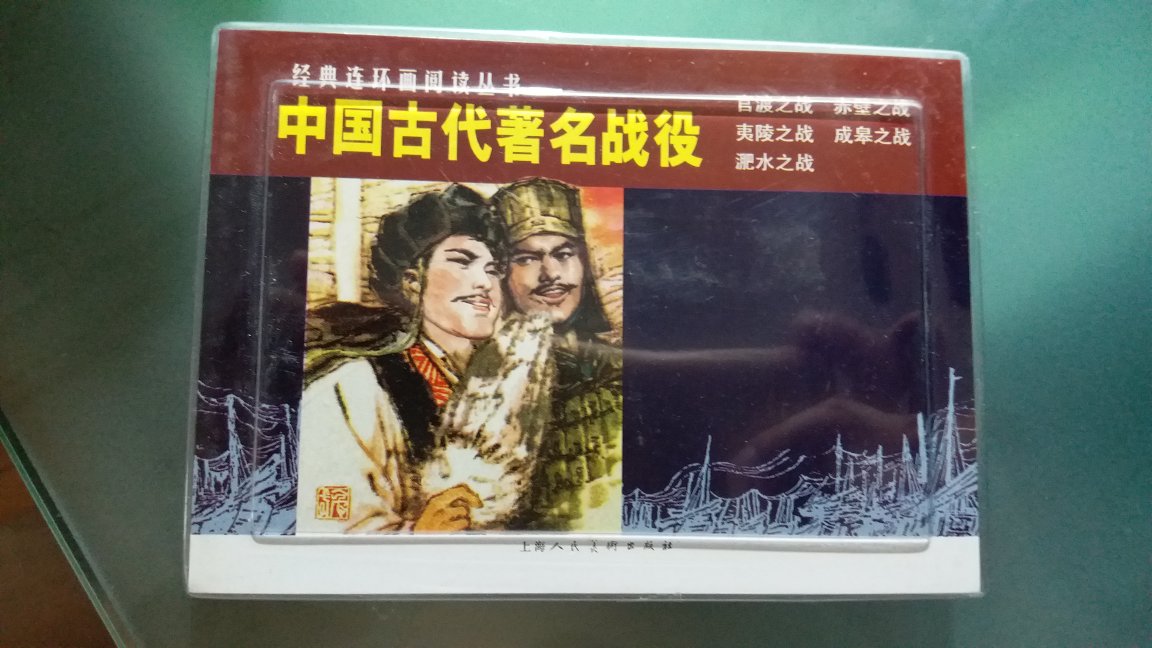 经典连环画阅读丛书
中国古代著名战役
官渡之战 赤壁之战
夷陵之战 成皋之战
淝水之战
上海人民美术出版社